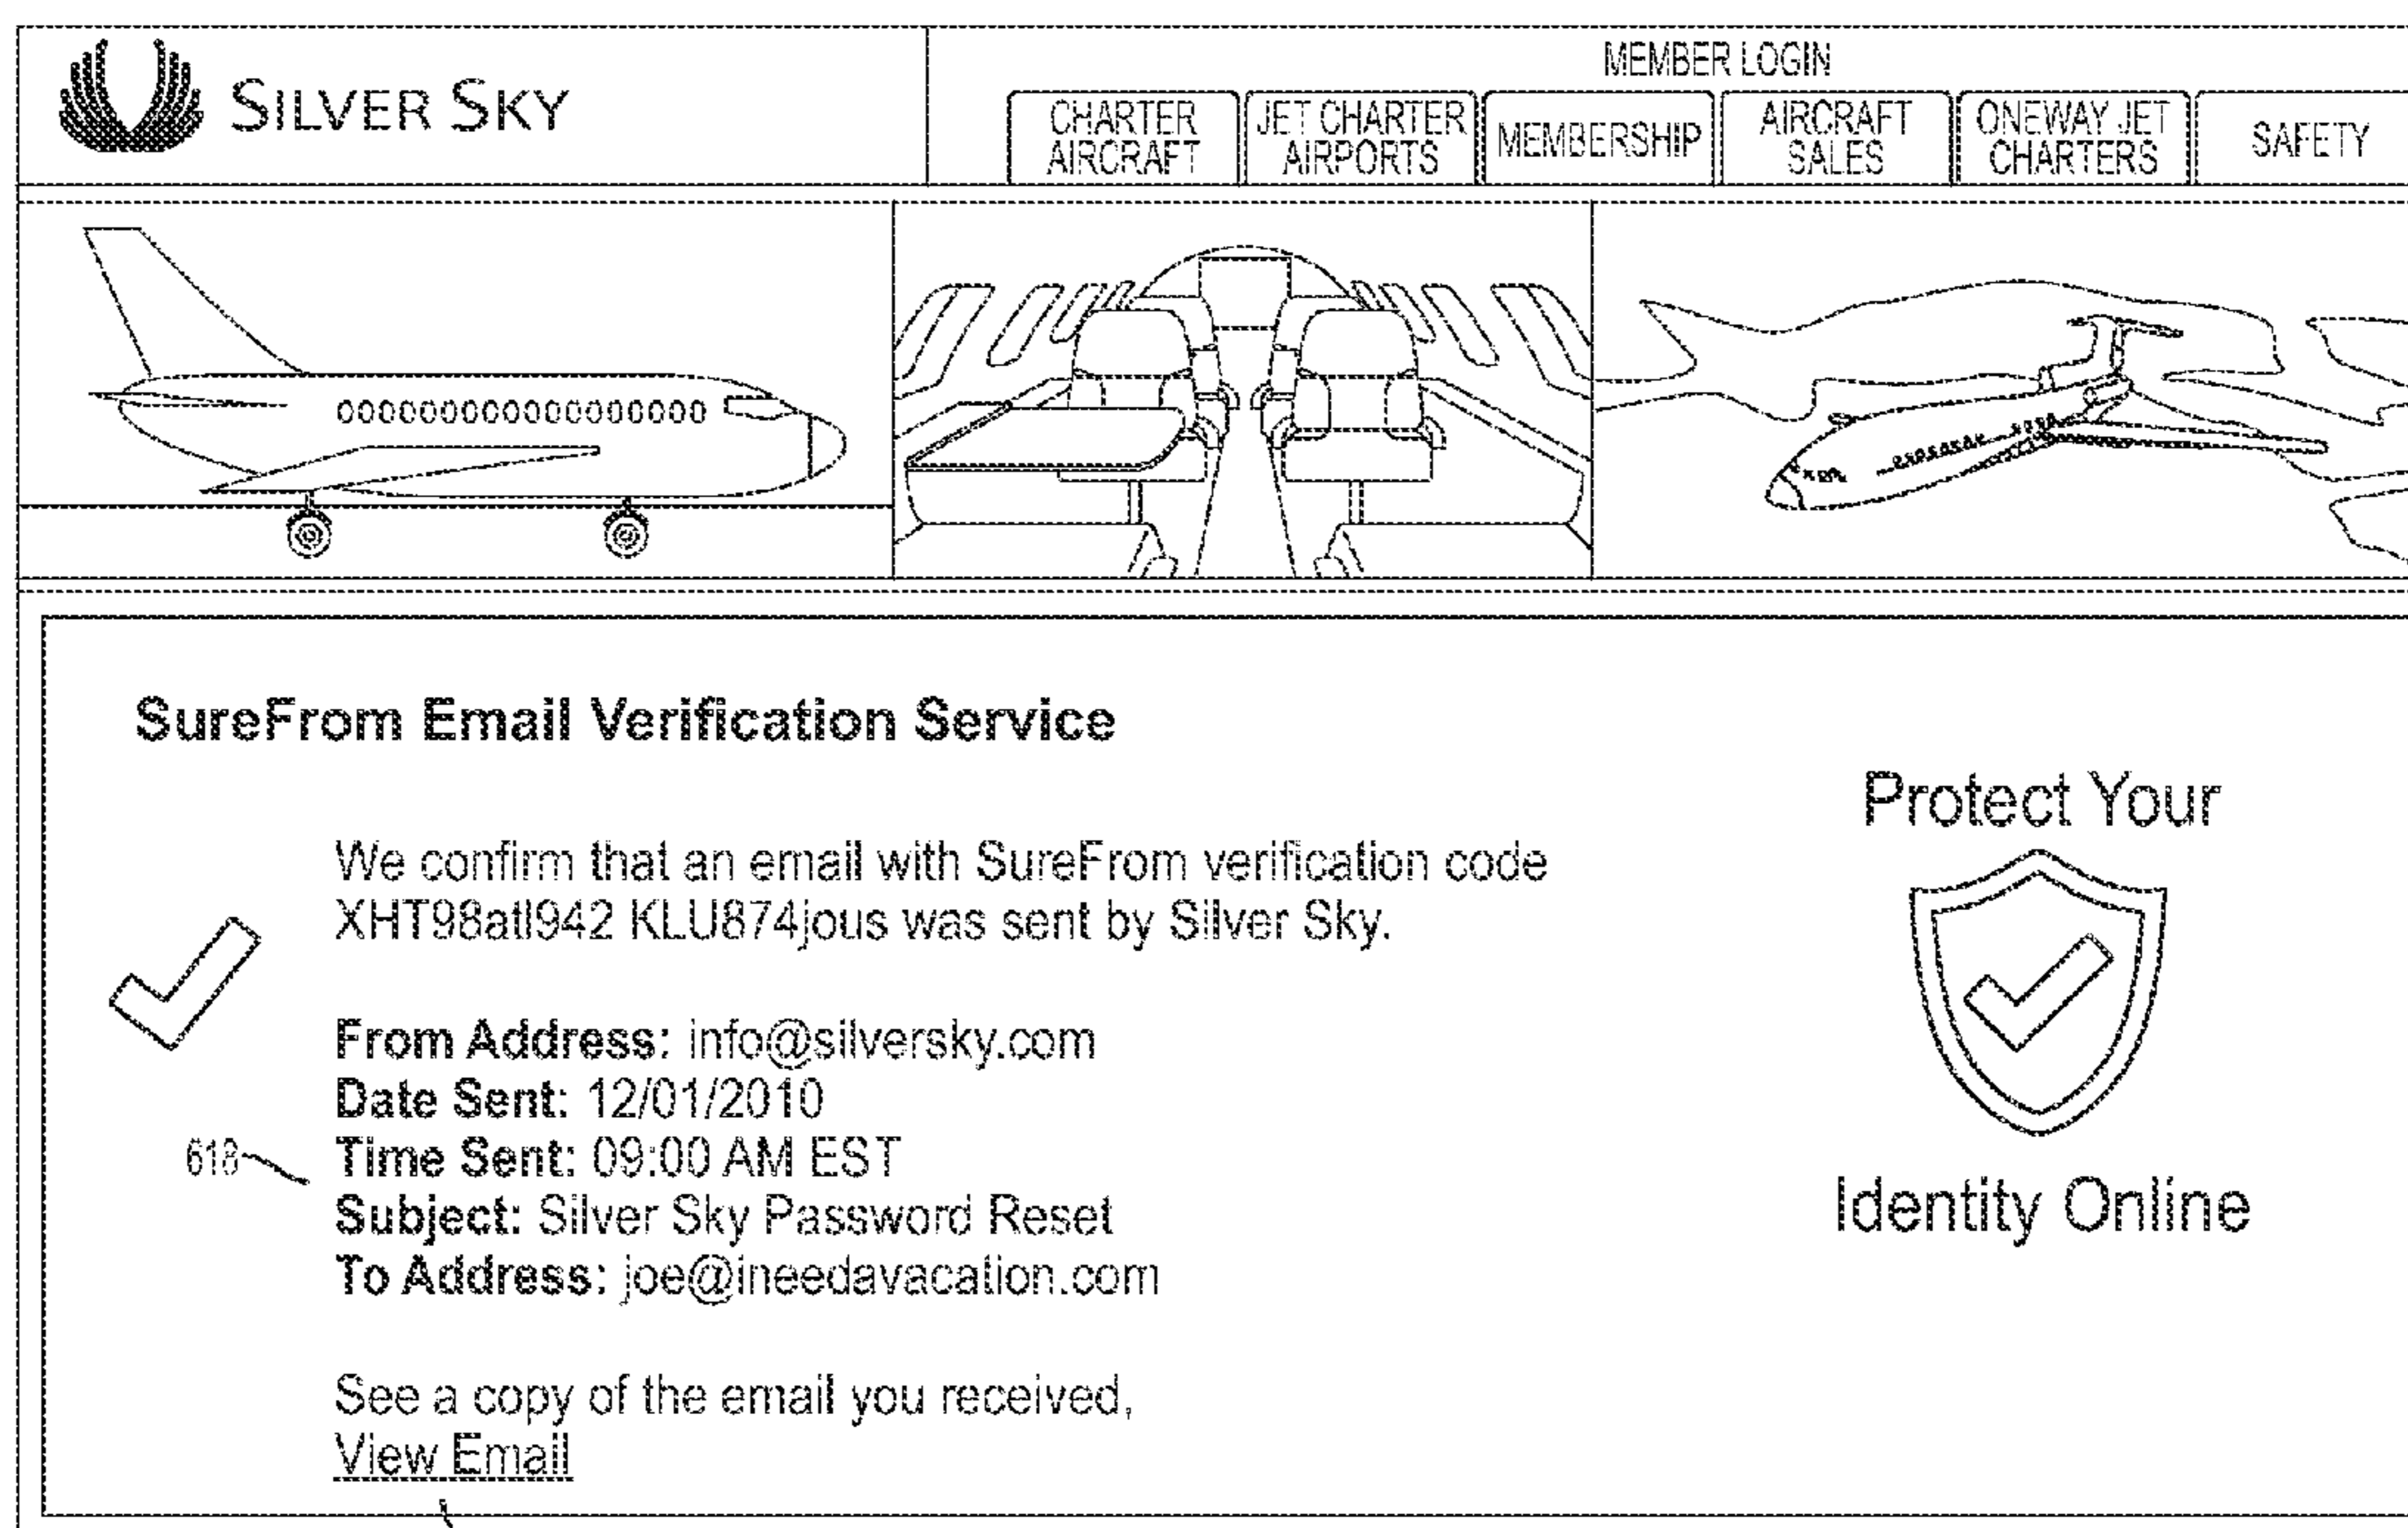 SILVER SKY
MEMBER LOGIN
CHARTER AIRCRAFT
JET CHARTER AIRPORTS
MEMBERSHIP
AIRCRAFT SALES
ONEWAY JET CHARTERS
SAFETY
SureFrom Email Verification Service
We confirm that an email with SureFrom verification code
XHT98atl942 KLU874jous was sent by Silver Sky.
From Address: info@silversky.com
Date Sent: 12/01/2010
618
Time Sent: 09:00 AM EST
Subject: Silver Sky Password Reset
To Address: joe@ineedavacation.com
See a copy of the email you received,
View Email
Protect Your
Identity Online